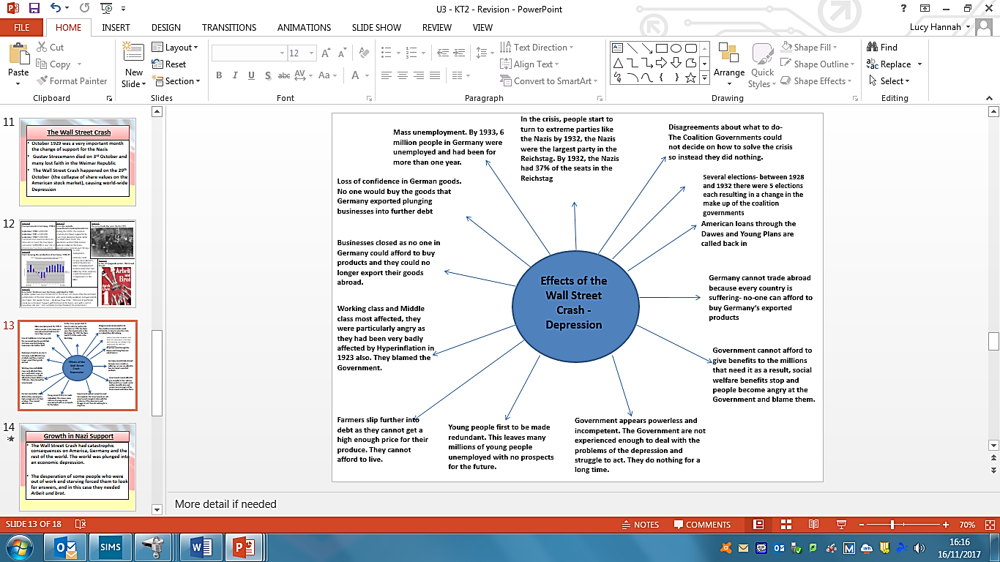 U3 - KT2 - Revision - PowerPoint
FILE
HOME
INSERT
DESIGN
TRANSITIONS
ANIMATIONS
SLIDE SHOW
REVIEW
VIEW
Lucy Hannah
Paste
Cut
Copy
Format Painter
Clipboard
New
Slide
Layout
Reset
Section
Slides
12
B I U S abc AV Aa A
Font
Text Direction
Align Text
Convert to SmartArt
Paragraph
Arrange
Quick
Styles
Shape Fill
Shape Outline
Shape Effects
Drawing
Find
Replace
Select
Editing
11
The Wall Street Crash
October 1929 was a very important month
the change of support for the Nazis
Gustav Stresemann died on 3rd October and
many lost faith in the Weimar Republic
The Wall Street Crash happened on the 29th
October (the collapse of share values on the
American stock market), causing world-wide
Depression
12
Arbeit
und
Brot
13
14
Growth in Nazi Support
The Wall Street Crash had catastrophic
consequences on America, Germany and the
rest of the world. The world was plunged into
an economic depression.
The desperation of some people who were
out of work and starving forced them to look
for answers, and in this case they needed
Arbeit und brot.
Mass unemployment. By 1933, 6
million people in Germany were
unemployed and had been for
more than one year.
In the crisis, people start to
turn to extreme parties like
the Nazis by 1932, the Nazis
were the largest party in the
Reichstag. By 1932, the Nazis
had 37% of the seats in the
Reichstag
Disagreements about what to do-
The Coalition Governments could
not decide on how to solve the crisis
so instead they did nothing.
Several elections- between 1928
and 1932 there were 5 elections
each resulting in a change in the
make up of the coalition
governments
American loans through the
Dawes and Young Plans are
called back in
Germany cannot trade abroad
because every country is
suffering- no-one can afford to
buy Germany's exported
products
Government cannot afford to
give benefits to the millions
that need it as a result, social
welfare benefits stop and
people become angry at the
Government and blame them.
Government appears powerless and
incompetent. The Government are not
experienced enough to deal with the
problems of the depression and
struggle to act. They do nothing for a
long time.
Young people first to be made
redundant. This leaves many
millions of young people
unemployed with no prospects
for the future.
Farmers slip further into
debt as they cannot get a
high enough price for their
produce. They cannot
afford to live.
Working class and Middle
class most affected, they
were particularly angry as
they had been very badly
affected by Hyperinflation in
1923 also. They blamed the
Government.
Businesses closed as no one in
Germany could afford to buy
products and they could no
longer export their goods
abroad.
Loss of confidence in German goods.
No one would buy the goods that
Germany exported plunging
businesses into further debt
Effects of the
Wall Street
Crash -
Depression
More detail if needed
SLIDE 13 OF 18
NOTES
COMMENTS
70%
SIMS
16:16
16/11/2017